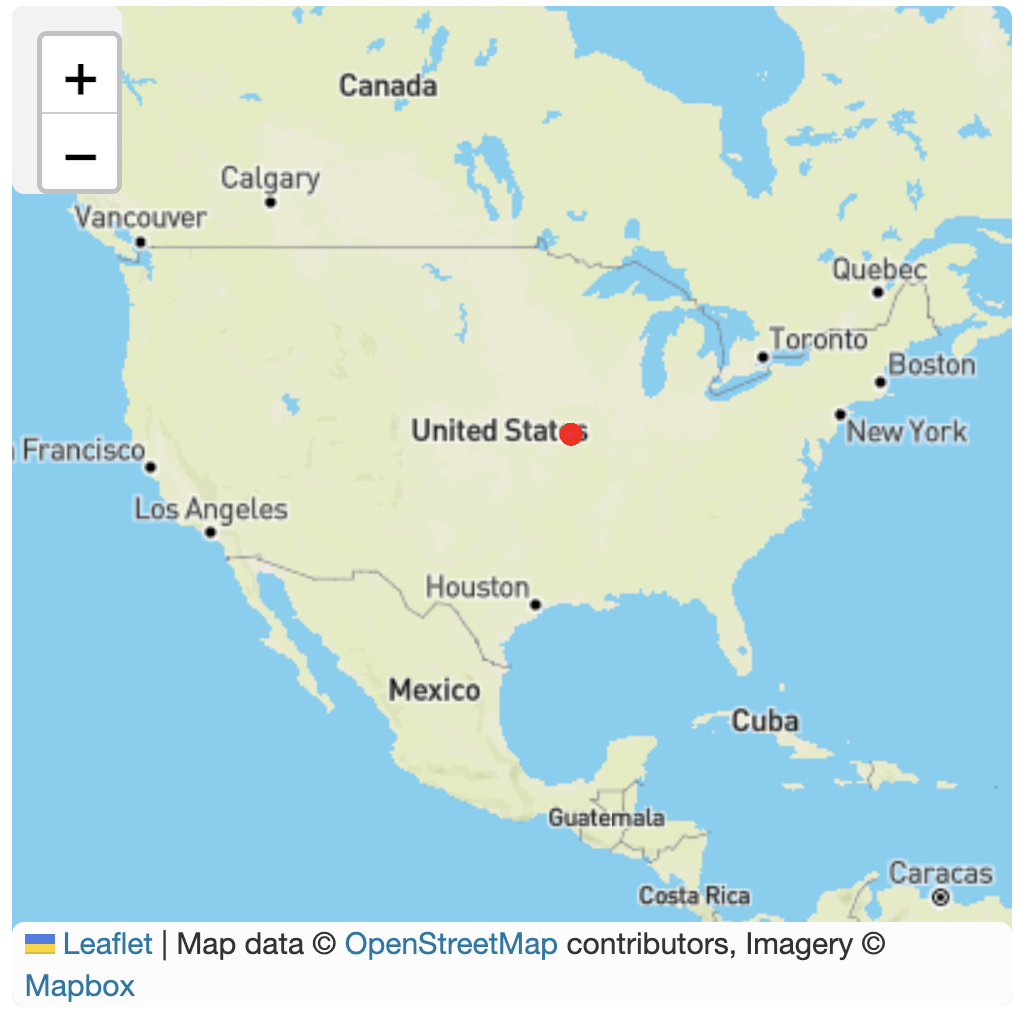 +
Canada
−
Calgary
Vancouver
Quebec
Toronto
Boston
United States
New York
Francisco
Los Angeles
Houston
Mexico
Cuba
Guatemala
Caracas
Costa Rica
Leaflet | Map data © OpenStreetMap contributors, Imagery ©
Mapbox